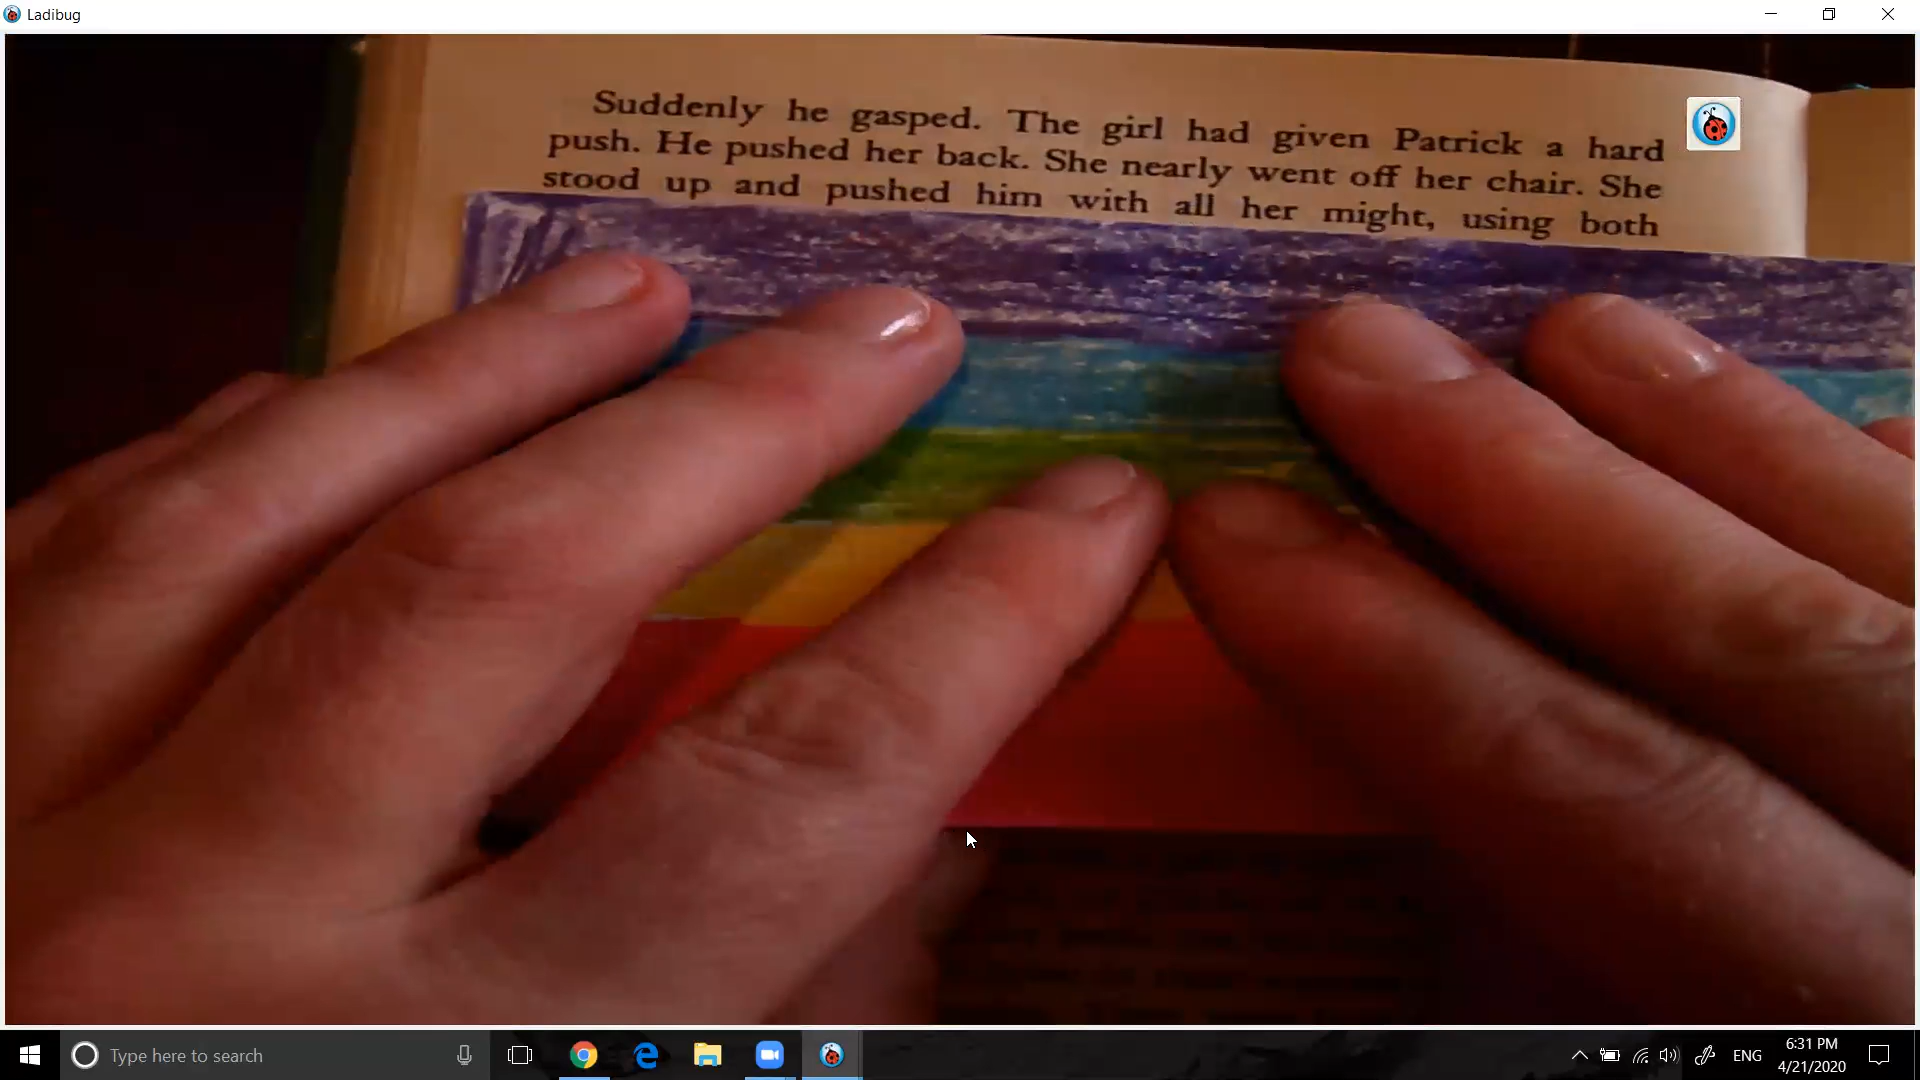 Ladibug
Suddenly he gasped. The girl had given Patrick a hard
push. He pushed her back. She nearly went off her chair. She
stood up and pushed him with all her might, using both
Type here to search
ENG
6:31 PM
4/21/2020